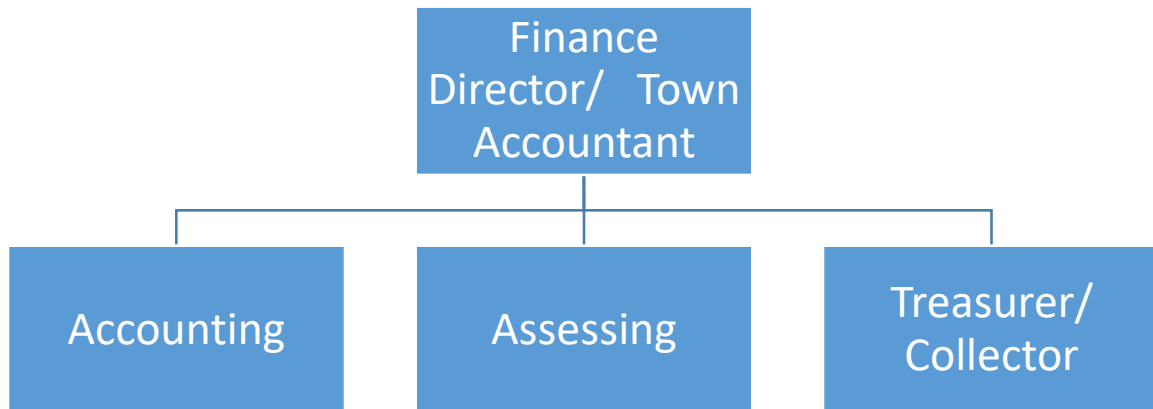 Finance
Director/ Town
Accountant
Accounting
Assessing
Treasurer/
Collector